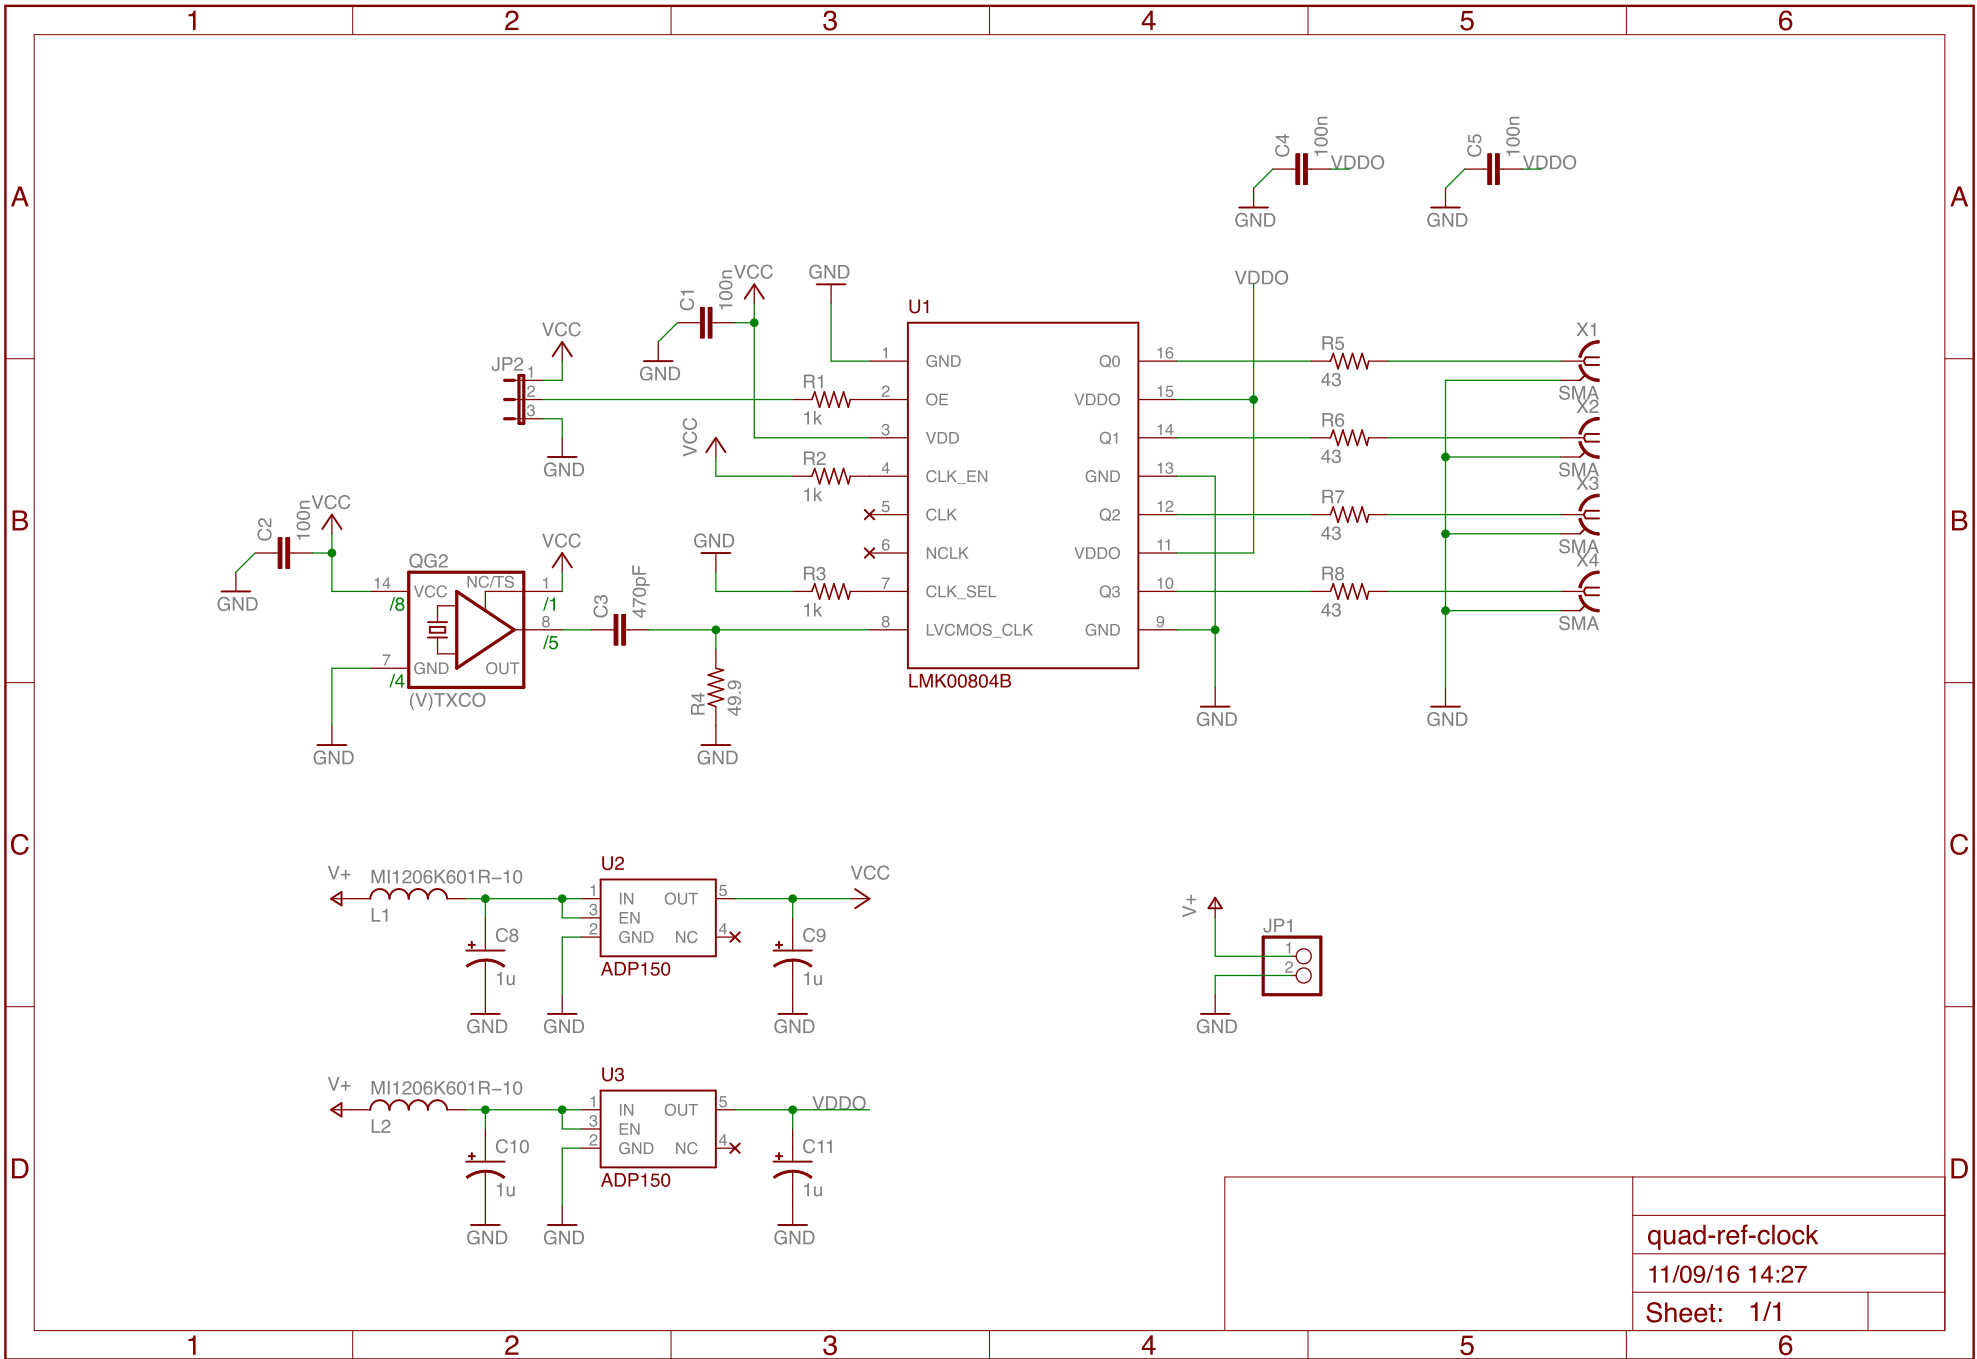 1 2 3 4 5 6
A A
C4 100n VDDO
GND
C5 100n VDDO
GND
C1 100n VCC
GND
GND
VDDO
U1
VCC
JP2
1
2
3
GND
R1
1k
VCC
R2
1k
GND
R3
1k
1 GND Q0 16
2 OE VDDO 15
3 VDD Q1 14
4 CLK_EN GND 13
5 CLK Q2 12
6 NCLK VDDO 11
7 CLK_SEL Q3 10
8 LVCMOS_CLK GND 9
LMK00804B
GND
R5
43
R6
43
R7
43
R8
43
X1
SMA
X2
SMA
X3
SMA
X4
SMA
GND
B B
C2 100n VCC
GND
QG2
VCC
14 VCC NC/TS 1
/8 /1
8
/5
7 GND OUT
/4
(V)TXCO
GND
C3 470pF
R4 49.9
GND
C C
V+ MI1206K601R-10
L1
U2
VCC
1 IN OUT 5
3 EN
2 GND NC 4
ADP150
C8
1u
C9
1u
GND GND GND
V+
JP1
1
2
GND
V+ MI1206K601R-10
L2
U3
VDDO
1 IN OUT 5
3 EN
2 GND NC 4
ADP150
C10
1u
C11
1u
GND GND GND
D D
quad-ref-clock
11/09/16 14:27
Sheet: 1/1
1 2 3 4 5 6